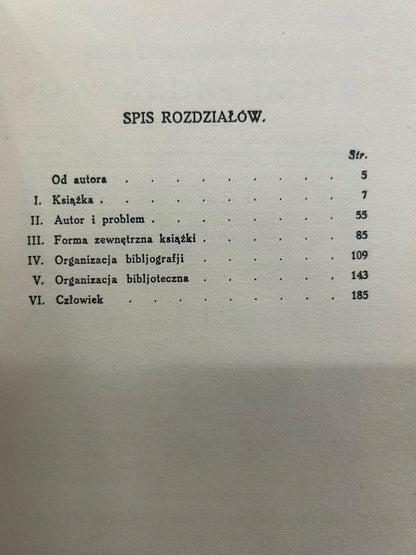 SPIS ROZDZIAŁÓW.
Str.
Od autora . . . . . . . . . 5
I. Książka . . . . . . . . . . 7
II. Autor i problem . . . . . . . . 55
III. Forma zewnętrzna książki . . . . . . 85
IV. Organizacja bibljografji . . . . . . 109
V. Organizacja bibljoteczna . . . . . . 143
VI. Człowiek . . . . . . . . . 185